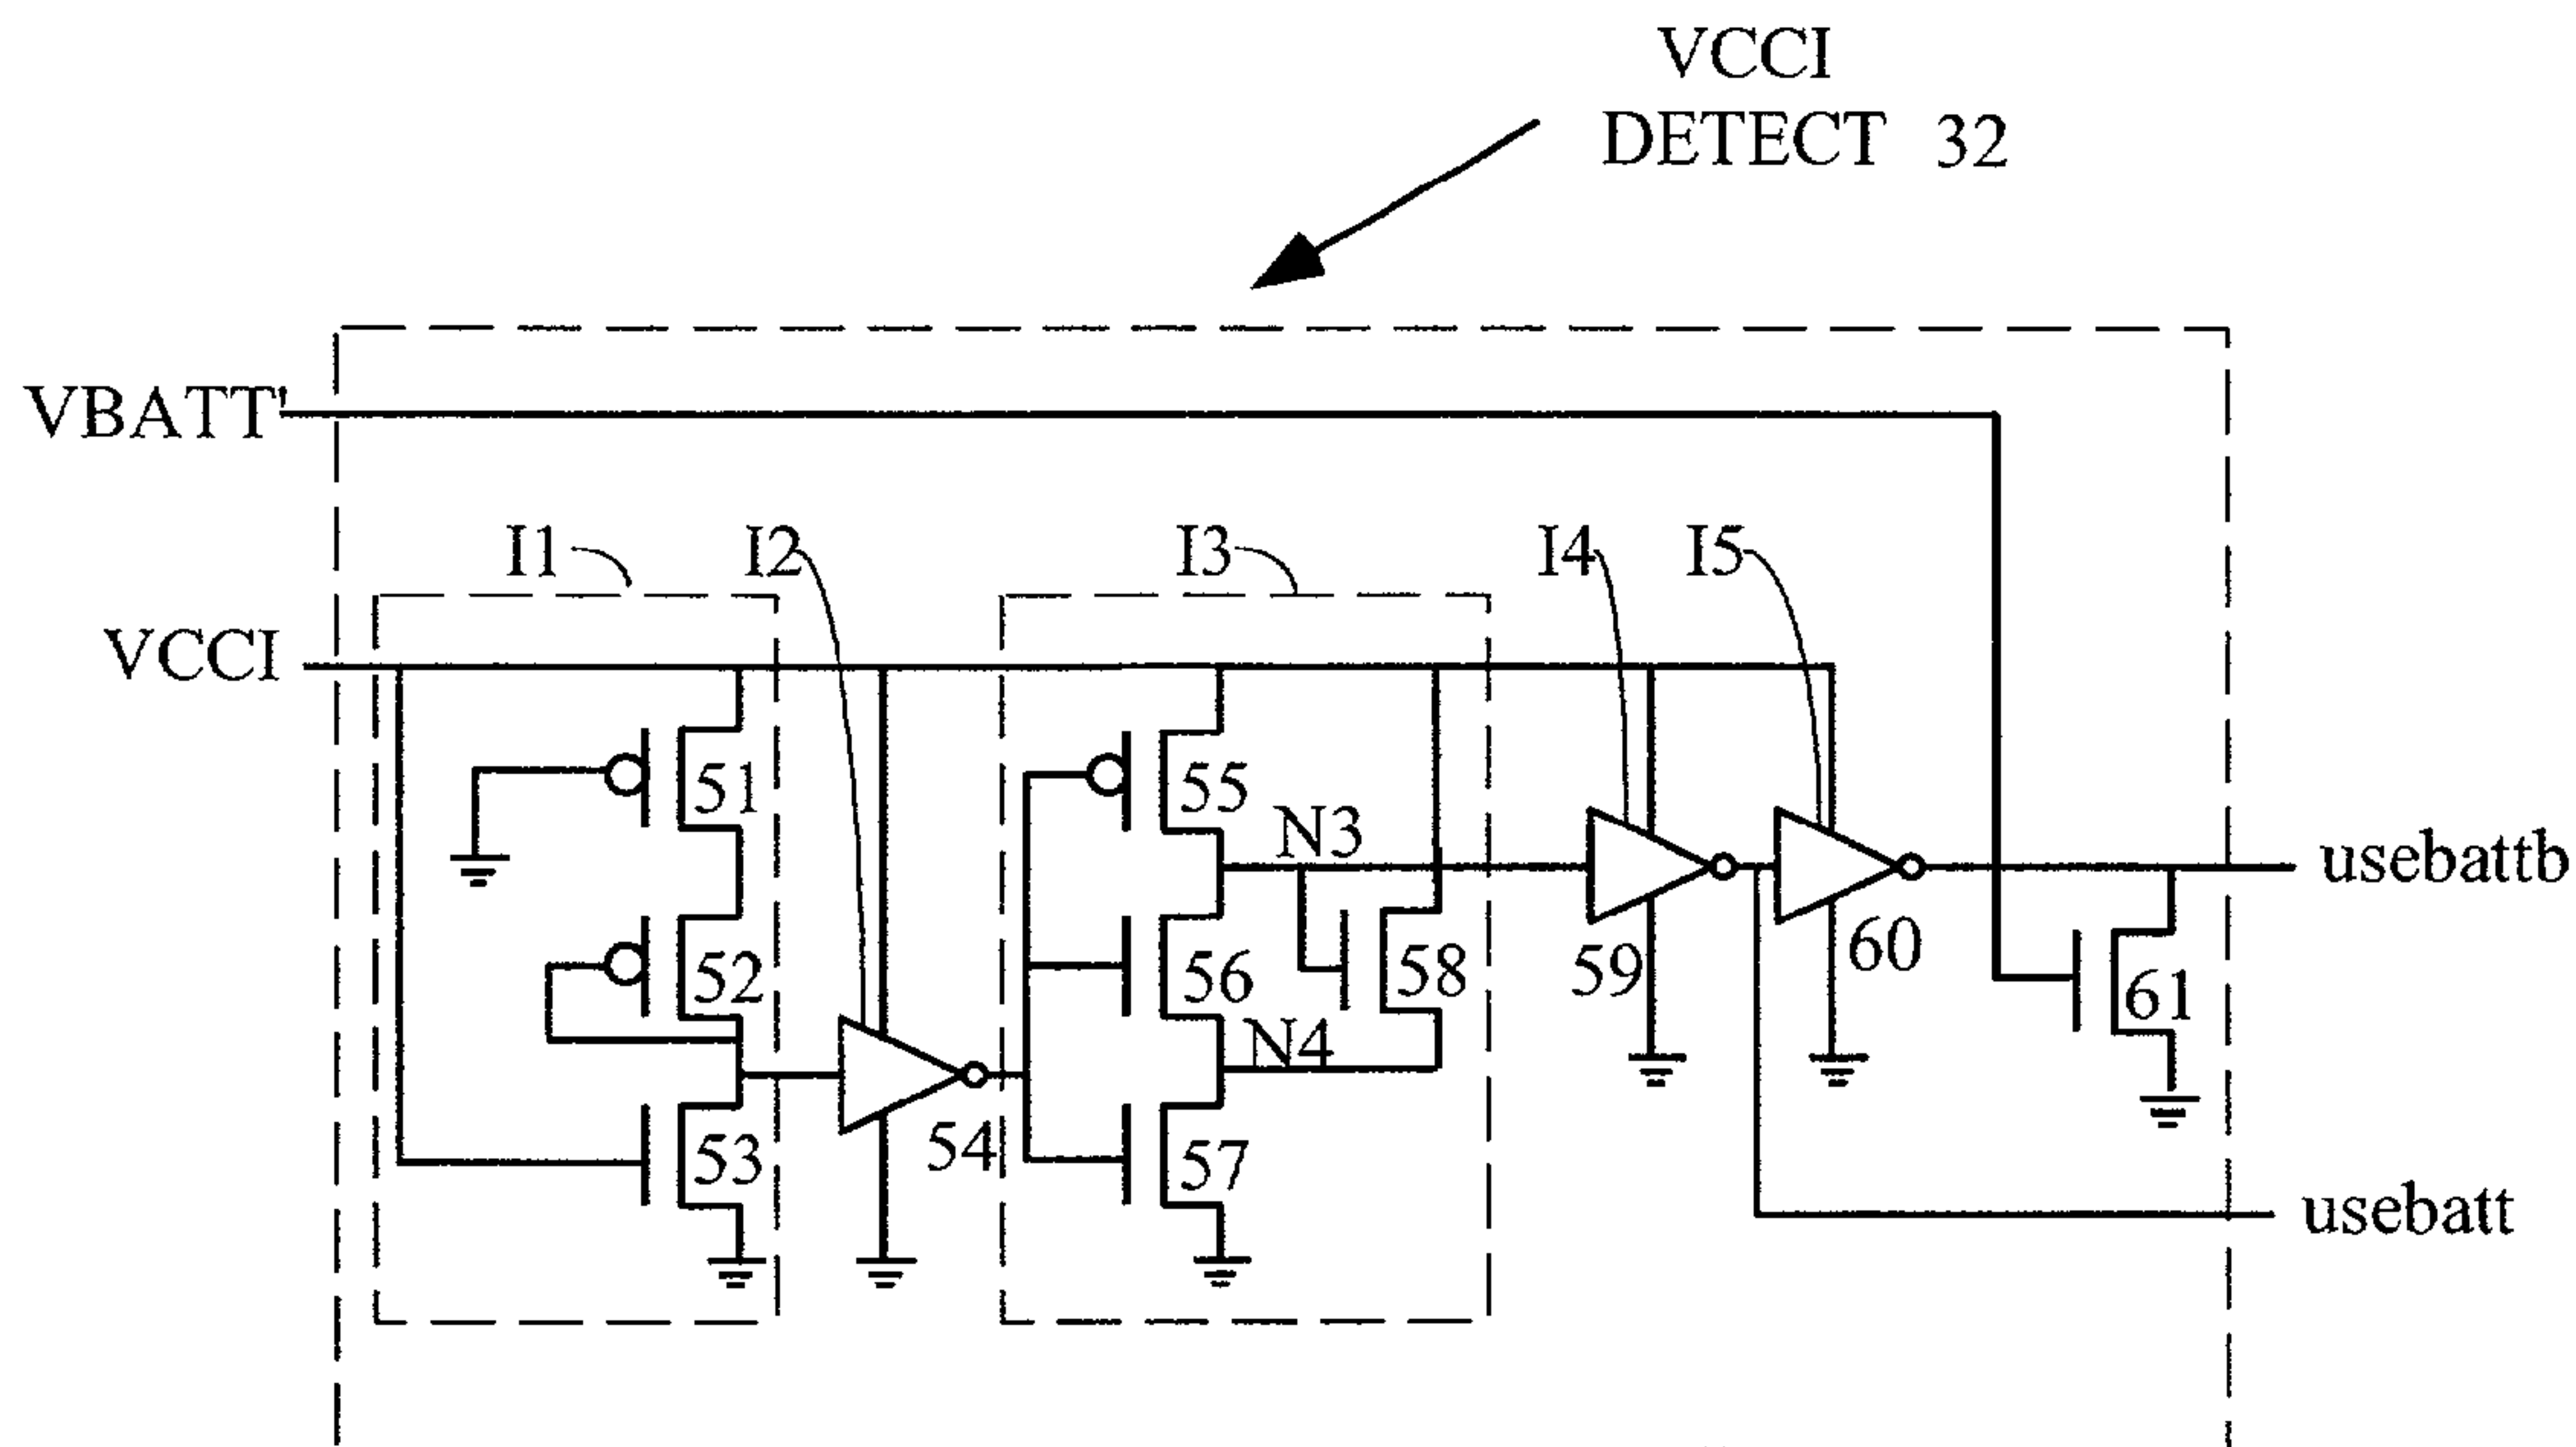 VCCI
DETECT 32
VBATT'
I1
I2
I3
I4
I5
VCCI
51
55
N3
usebattb
52
56
58
59
60
61
N4
53
54
57
usebatt